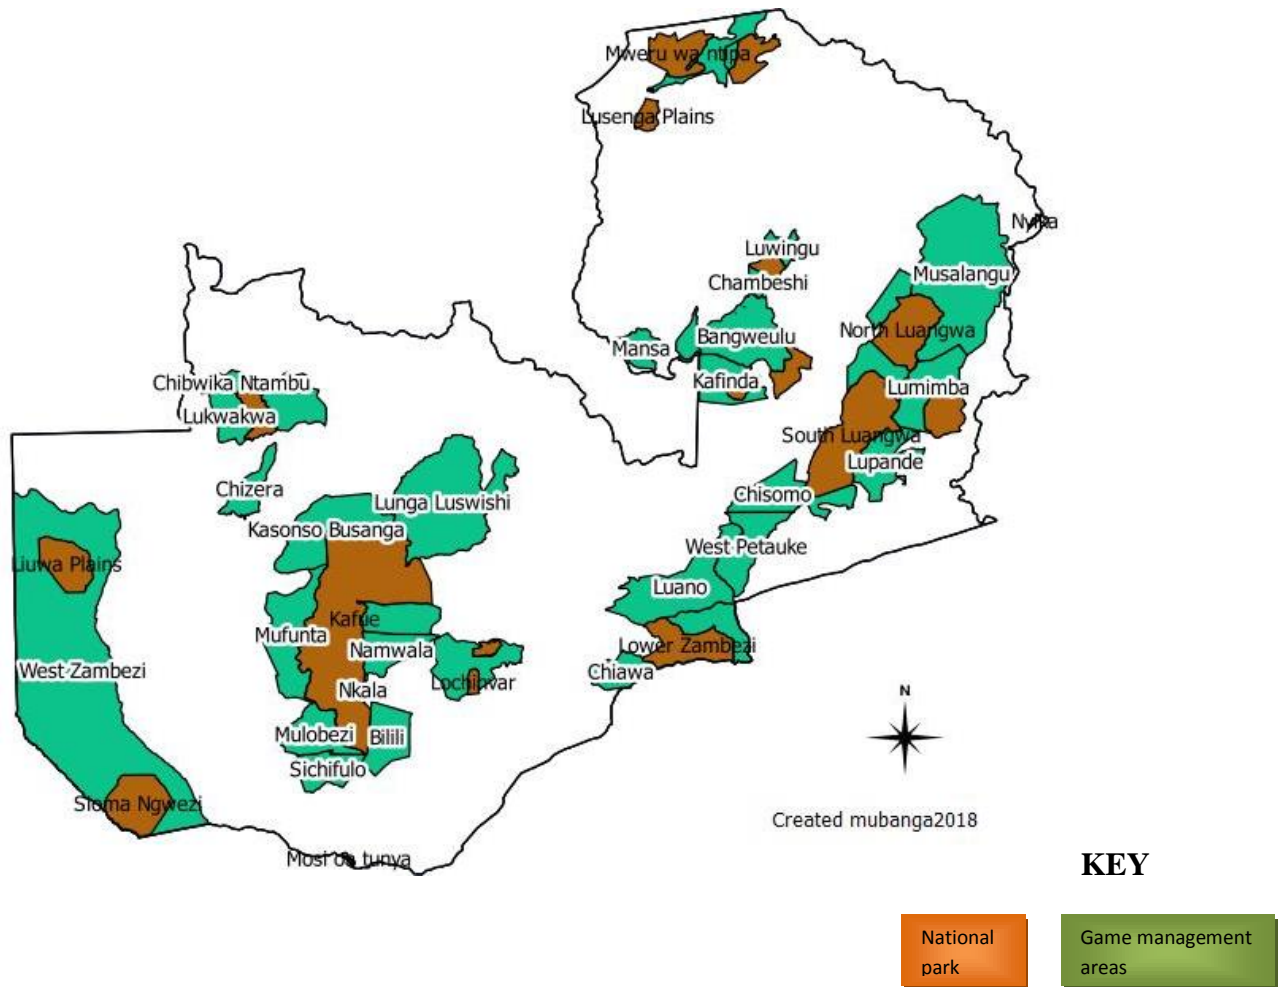 Mweru wa ntipa
Lusenga Plains
Nyika
Luwingu
Musalangu
Chambeshi
North Luangwa
Bangweulu
Mansa
Kafinda
Chibwika Ntambu
Lumimba
Lukwakwa
South Luangwa
Lupande
Chizera
Chisomo
Lunga Luswishi
Kasonso Busanga
West Petauke
Liuwa Plains
Luano
Kafue
Mufunta
Lower Zambezi
Namwala
West Zambezi
Chiawa
Lochinvar
Nkala
N
Mulobezi
Bilili
Sichifulo
Sioma Ngwezi
Created mubanga2018
Mosi oa tunya
KEY
National
park
Game management
areas